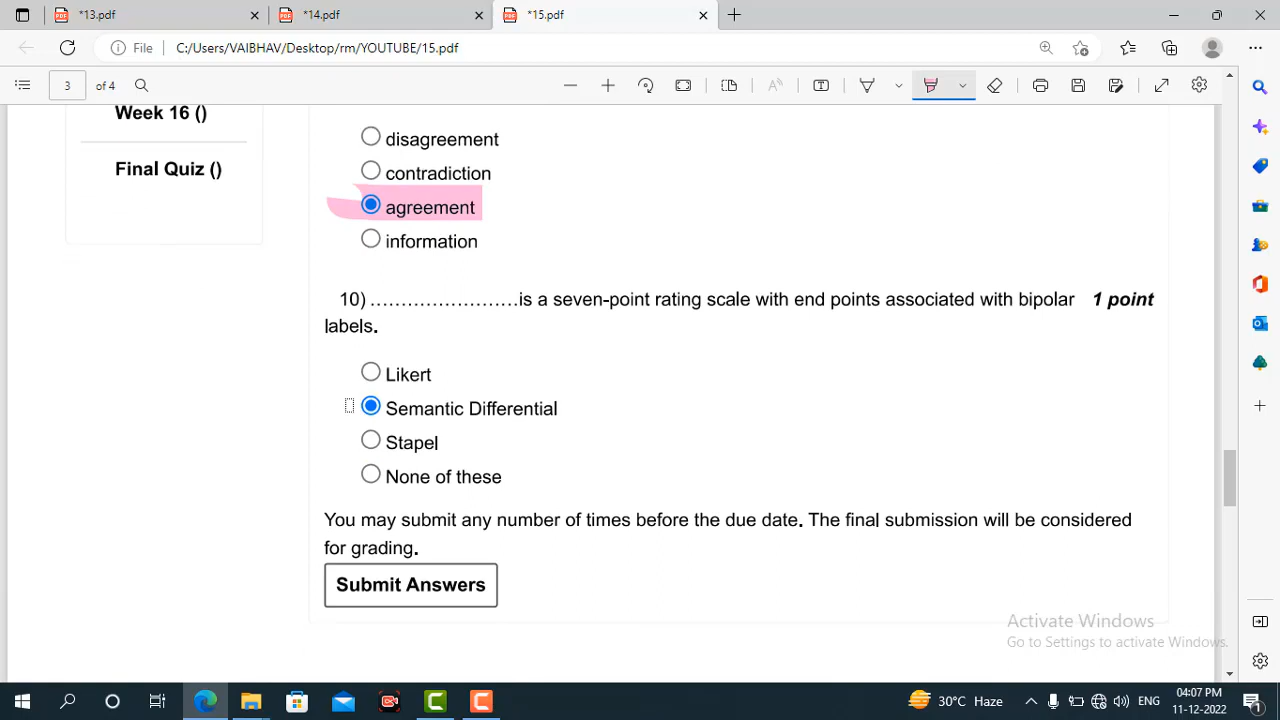 *13.pdf
*14.pdf
*15.pdf
File
C:/Users/VAIBHAV/Desktop/rm/YOUTUBE/15.pdf
3 of 4
Week 16 ()
Final Quiz ()
disagreement
contradiction
agreement
information
10) ……………………is a seven-point rating scale with end points associated with bipolar 1 point
labels.
Likert
Semantic Differential
Stapel
None of these
You may submit any number of times before the due date. The final submission will be considered
for grading.
Submit Answers
Activate Windows
Go to Settings to activate Windows.
30°C Haze
ENG
04:07 PM
11-12-2022
1